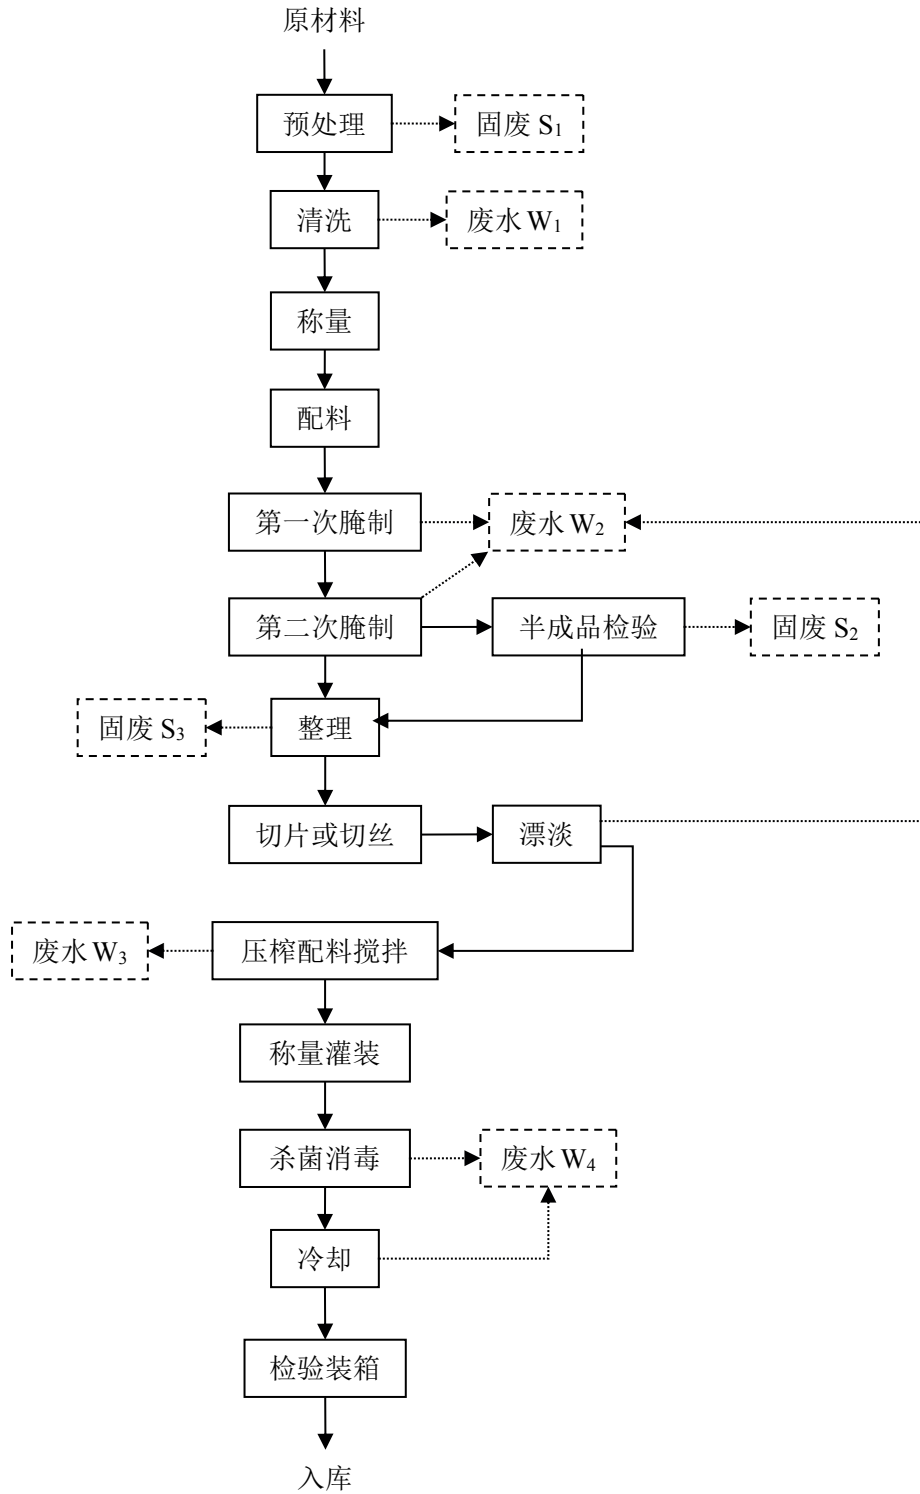 原材料
预处理
固废 S₁
清洗
废水 W₁
称量
配料
第一次腌制
废水 W₂
第二次腌制
半成品检验
固废 S₂
固废 S₃
整理
切片或切丝
漂淡
废水 W₃
压榨配料搅拌
称量灌装
杀菌消毒
废水 W₄
冷却
检验装箱
入库